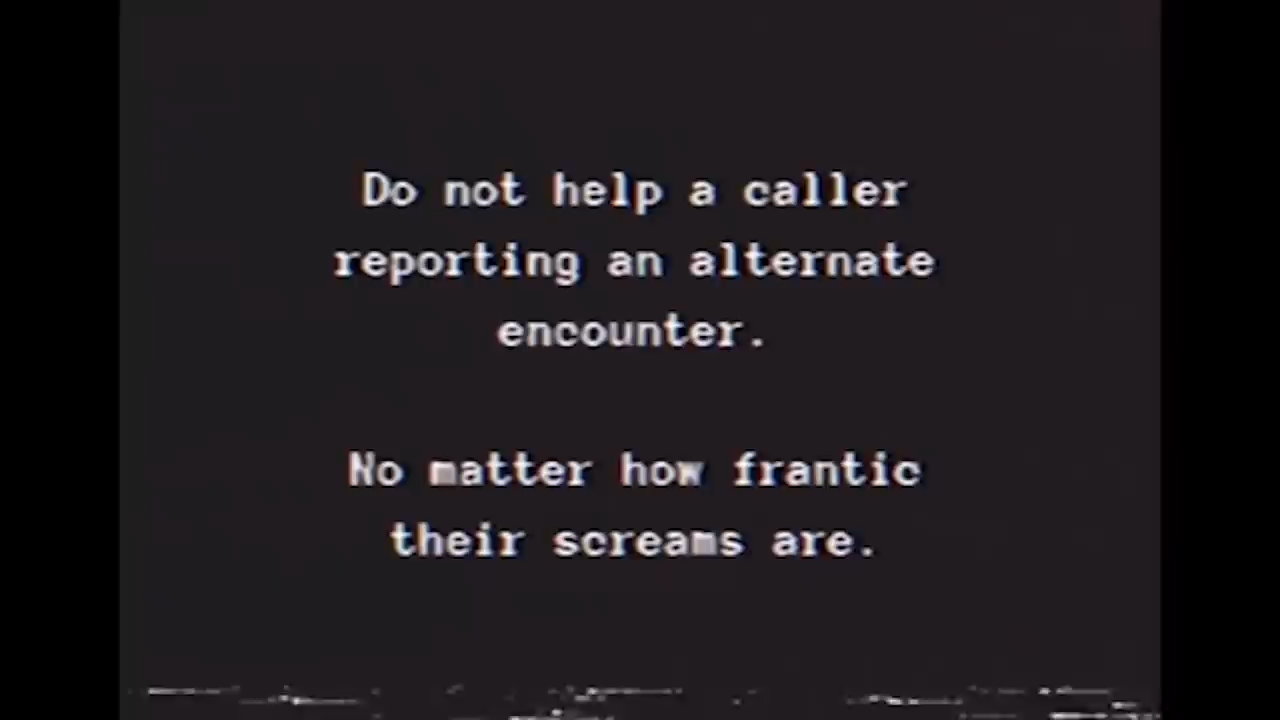 Do not help a caller
reporting an alternate
encounter.
No matter how frantic
their screams are.